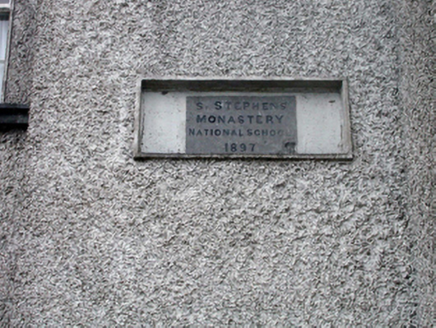 S. STEPHENS
MONASTERY
NATIONAL SCHOOL
1897